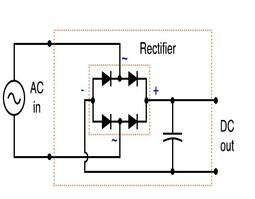 Rectifier
~
AC
in
-
+
~
DC
out